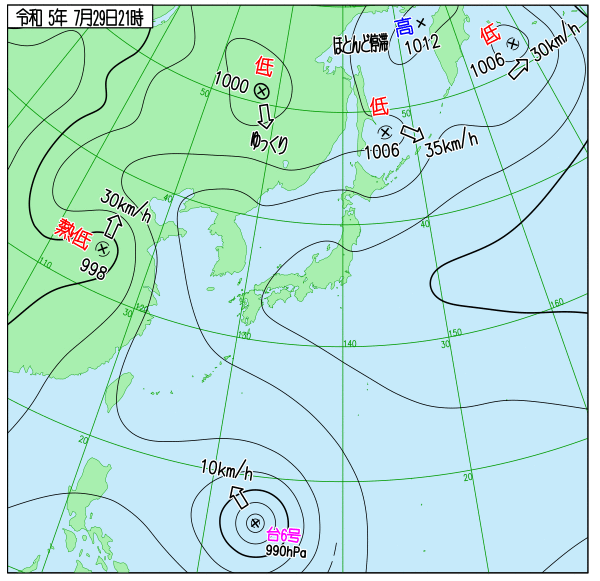 令和 5年 7月29日21時
高
1012
ほとんど停滞
低
1006
30km/h
低
1000
ゆっくり
低
1006
35km/h
50
50
30km/h
熱低
998
40
40
110
120
30
130
140
150
30
160
20
20
10km/h
台6号
990hPa